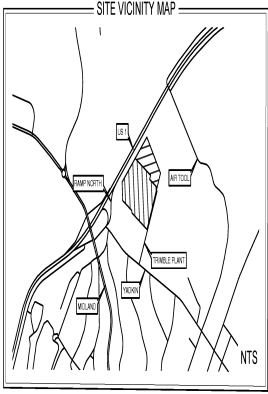 SITE VICINITY MAP
US 1
RAMP NORTH
AIR TOOL
TRIMBLE PLANT
YADKIN
MIDLAND
NTS